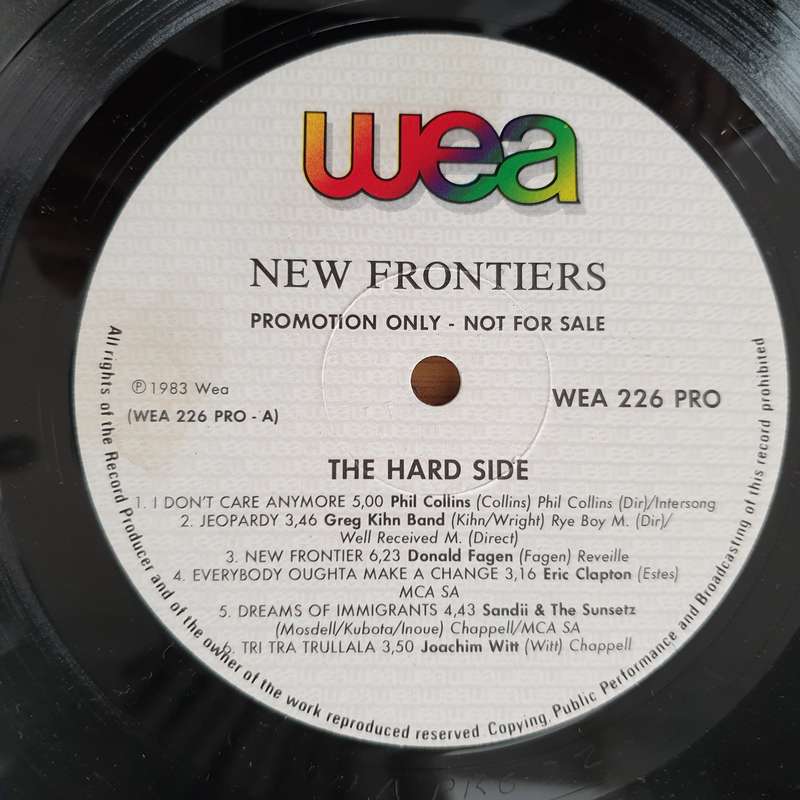 wea
NEW FRONTIERS
PROMOTION ONLY - NOT FOR SALE
℗ 1983 Wea
(WEA 226 PRO - A)
WEA 226 PRO
THE HARD SIDE
1. I DON'T CARE ANYMORE 5,00 Phil Collins (Collins) Phil Collins (Dir)/Intersong
2. JEOPARDY 3,46 Greg Kihn Band (Kihn/Wright) Rye Boy M. (Dir)/
Well Received M. (Direct)
3. NEW FRONTIER 6,23 Donald Fagen (Fagen) Reveille
4. EVERYBODY OUGHTA MAKE A CHANGE 3,16 Eric Clapton (Estes)
MCA SA
5. DREAMS OF IMMIGRANTS 4,43 Sandii & The Sunsetz
(Mosdell/Kubota/Inoue) Chappell/MCA SA
6. TRI TRA TRULLALA 3,50 Joachim Witt (Witt) Chappell
All rights of the Record Producer and of the owner of the work reproduced reserved. Copying, Public Performance and Broadcasting of this record prohibited